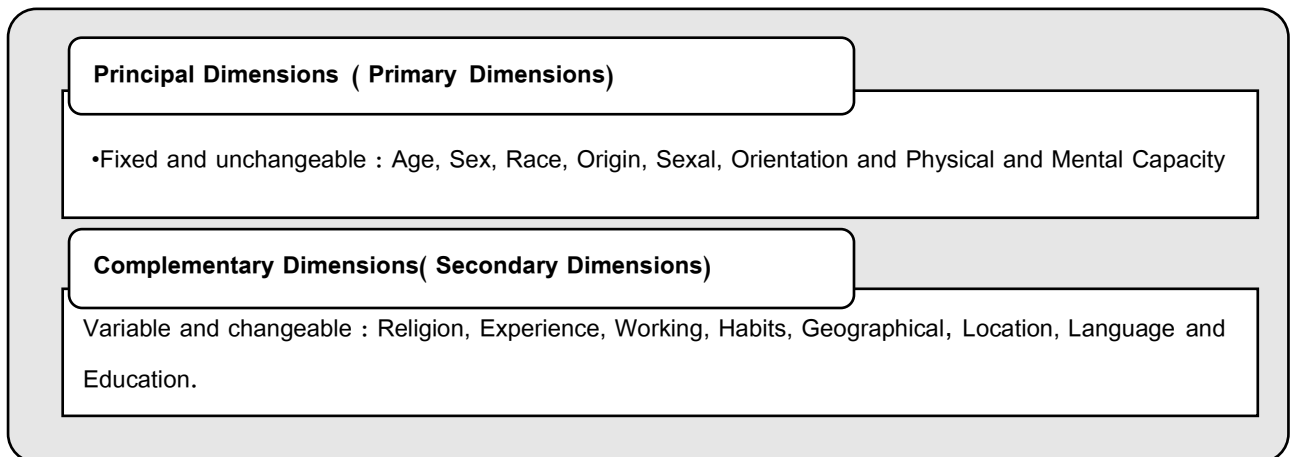 Principal Dimensions ( Primary Dimensions)
•Fixed and unchangeable : Age, Sex, Race, Origin, Sexal, Orientation and Physical and Mental Capacity
Complementary Dimensions( Secondary Dimensions)
Variable and changeable : Religion, Experience, Working, Habits, Geographical, Location, Language and
Education.